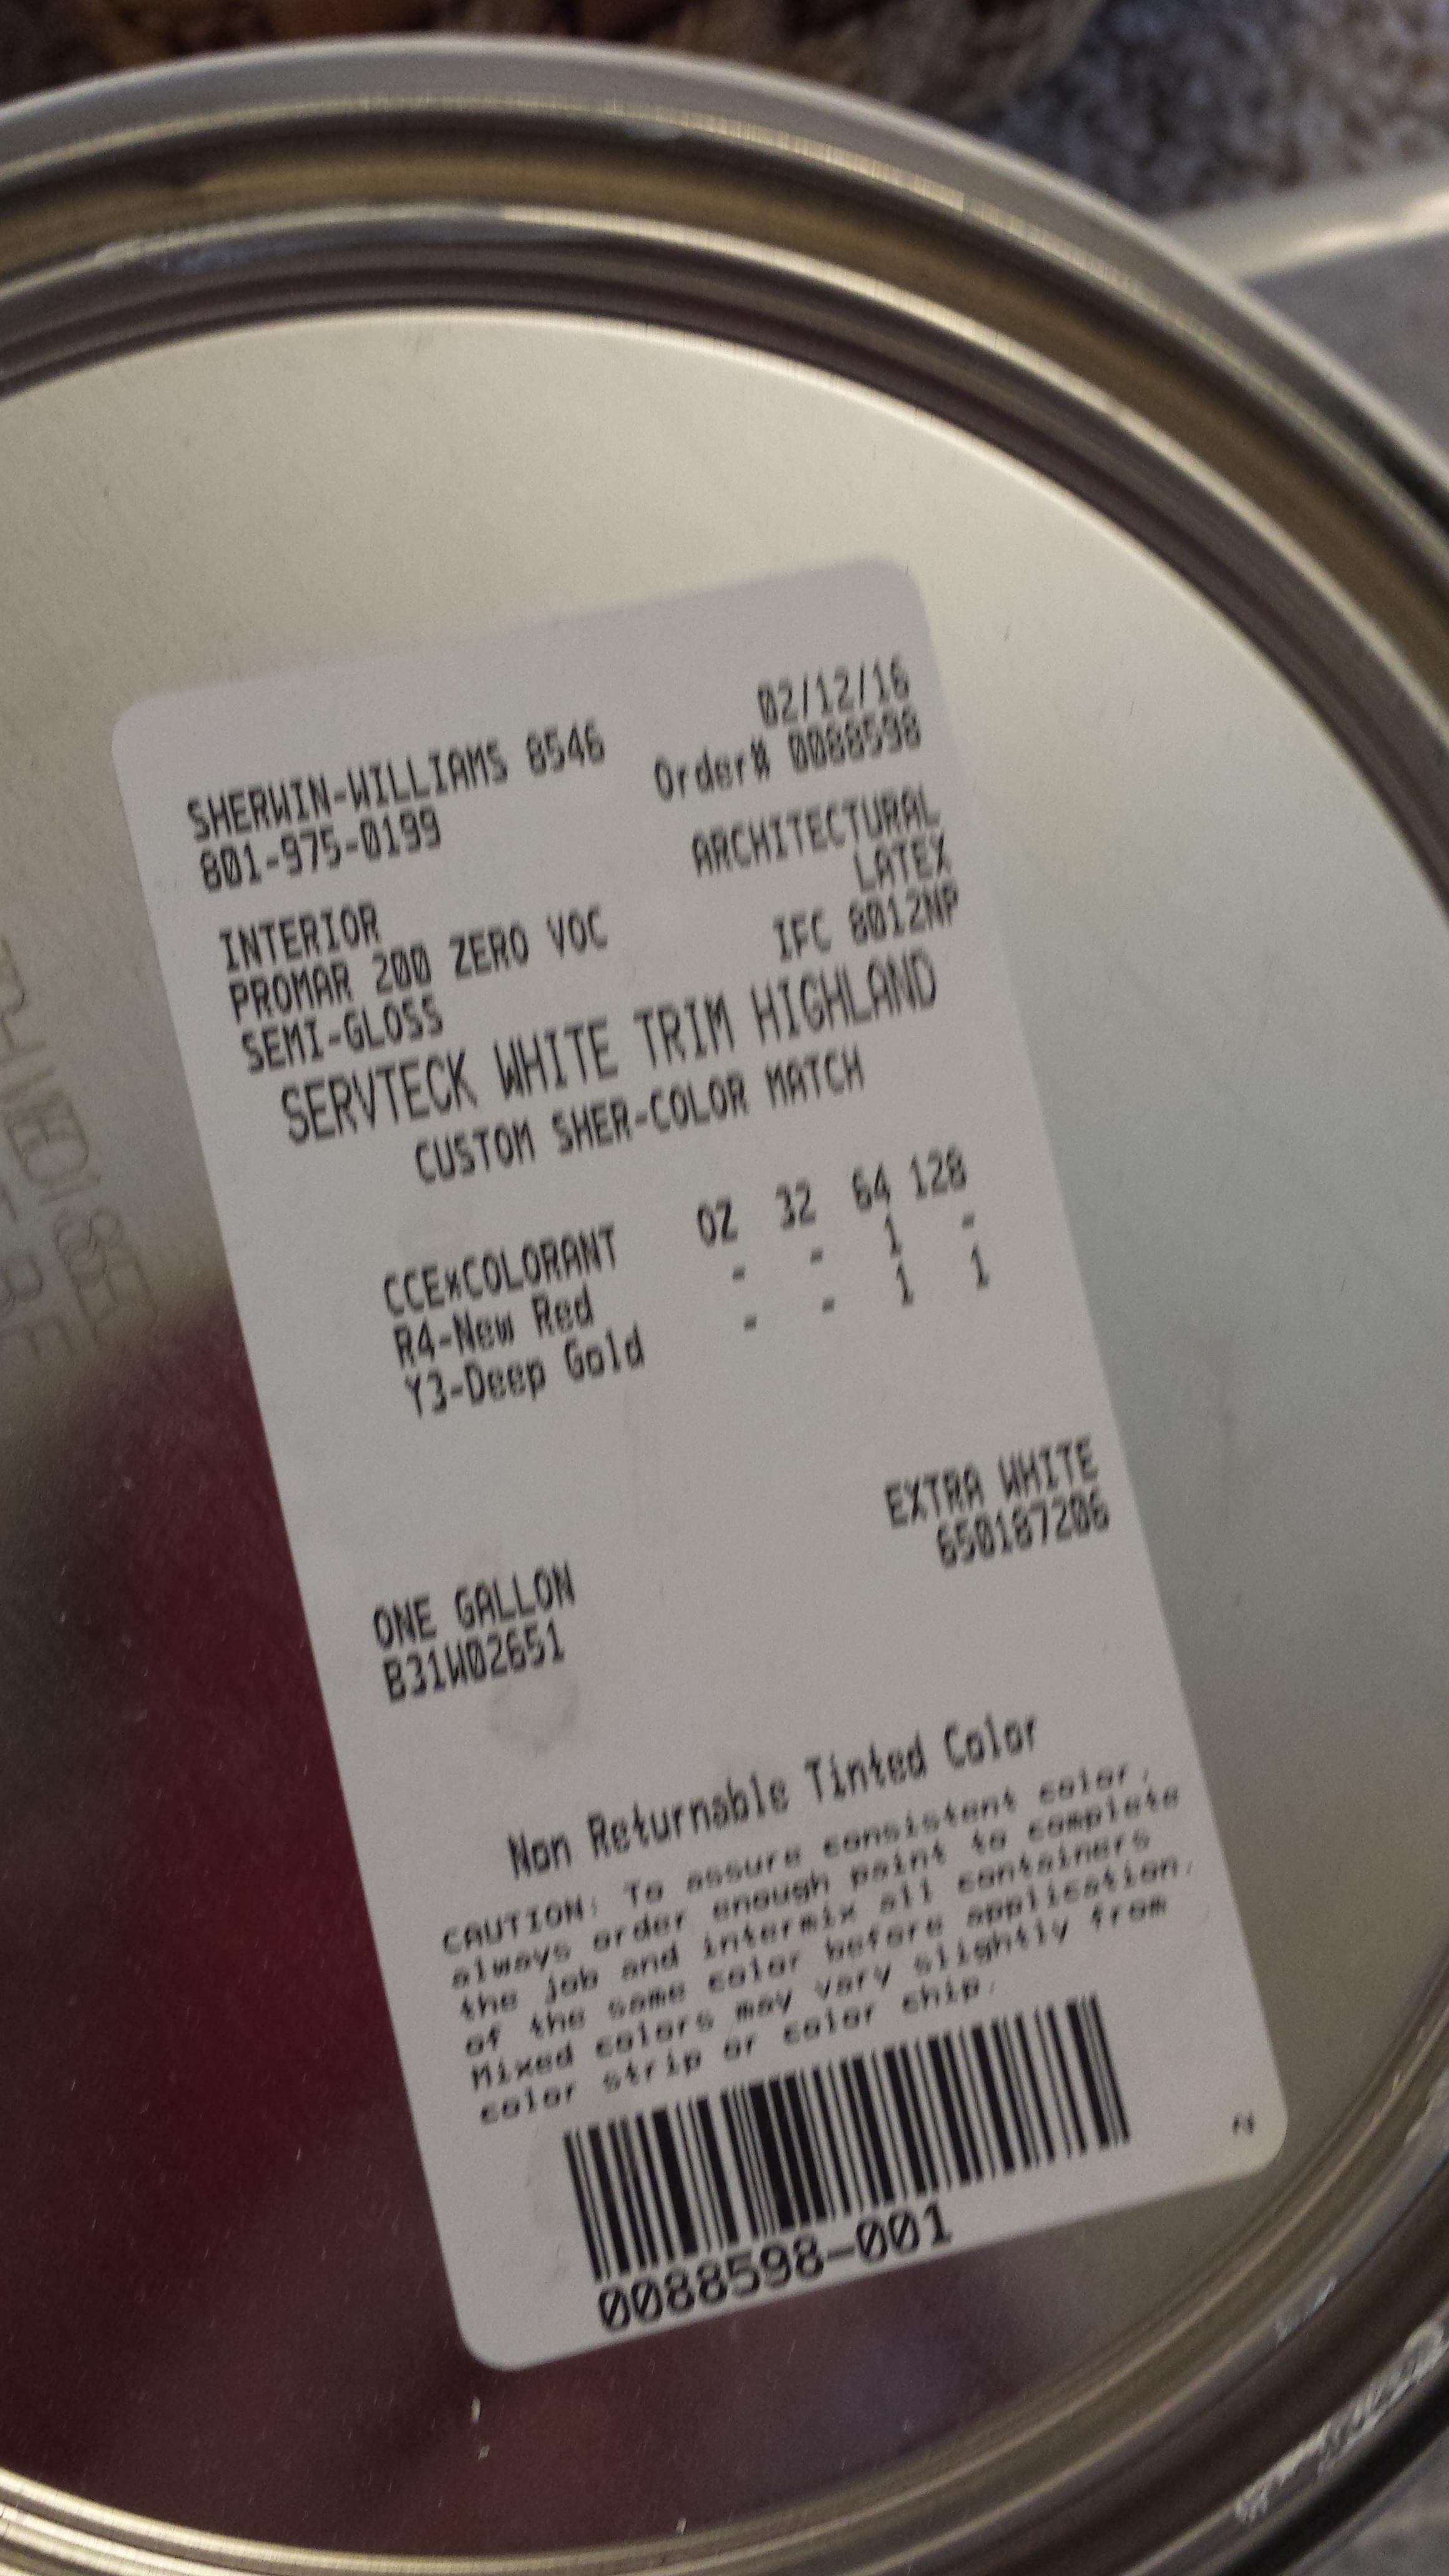 02/12/16
SHERWIN-WILLIAMS 8546 Order# 0088598
801-975-0199
ARCHITECTURAL
INTERIOR LATEX
PROMAR 200 ZERO VOC IFC 8012NP
SEMI-GLOSS
SERVTECK WHITE TRIM HIGHLAND
CUSTOM SHER-COLOR MATCH
CCE*COLORANT OZ 32 64 128
R4-New Red - - 1 -
Y3-Deep Gold - - 1 1
EXTRA WHITE
650187206
ONE GALLON
B31W02651
Non Returnable Tinted Color
CAUTION: To assure consistent color,
always order enough paint to complete
the job and intermix all containers
of the same color before application.
Mixed colors may vary slightly from
color strip or color chip.
0088598-001